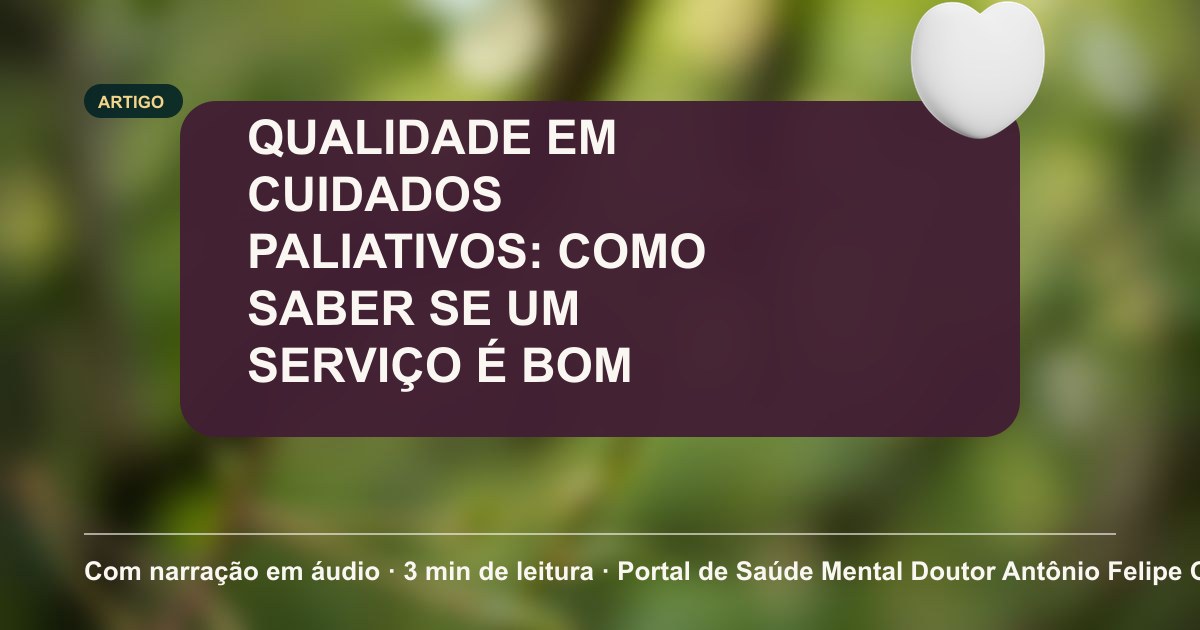 ARTIGO
QUALIDADE EM
CUIDADOS
PALIATIVOS: COMO
SABER SE UM
SERVIÇO É BOM
Com narração em áudio · 3 min de leitura · Portal de Saúde Mental Doutor Antônio Felipe